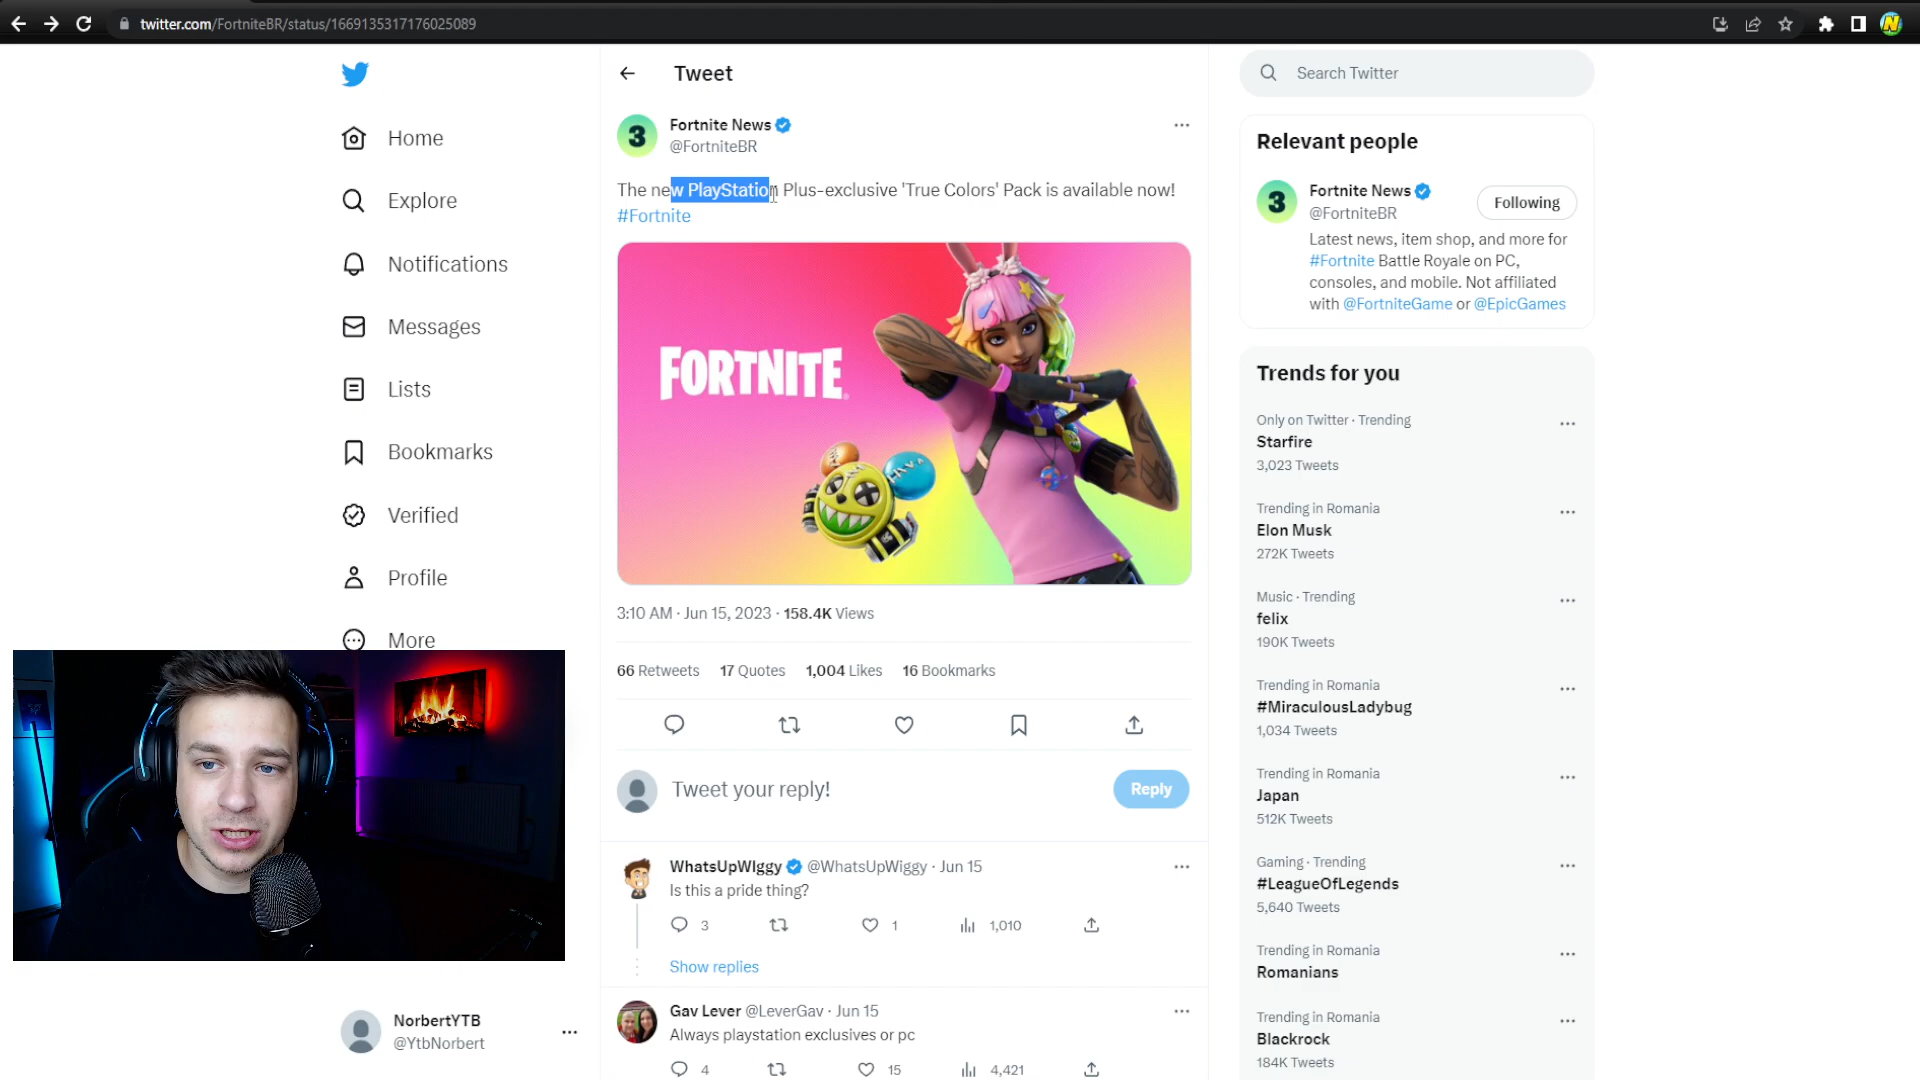 twitter.com/FortniteBR/status/1669135317176025089
N
Home
Explore
Notifications
Messages
Lists
Bookmarks
Verified
Profile
More
NorbertYTB
@YtbNorbert
Tweet
3
Fortnite News
@FortniteBR
The new PlayStation Plus-exclusive 'True Colors' Pack is available now!
#Fortnite
FORTNITE
3:10 AM · Jun 15, 2023 · 158.4K Views
66 Retweets 17 Quotes 1,004 Likes 16 Bookmarks
Tweet your reply!
Reply
WhatsUpWIggy @WhatsUpWiggy · Jun 15
Is this a pride thing?
3 1 1,010
Show replies
Gav Lever @LeverGav · Jun 15
Always playstation exclusives or pc
4 15 4,421
Search Twitter
Relevant people
3
Fortnite News
@FortniteBR
Following
Latest news, item shop, and more for
#Fortnite Battle Royale on PC,
consoles, and mobile. Not affiliated
with @FortniteGame or @EpicGames
Trends for you
Only on Twitter · Trending
Starfire
3,023 Tweets
Trending in Romania
Elon Musk
272K Tweets
Music · Trending
felix
190K Tweets
Trending in Romania
#MiraculousLadybug
1,034 Tweets
Trending in Romania
Japan
512K Tweets
Gaming · Trending
#LeagueOfLegends
5,640 Tweets
Trending in Romania
Romanians
Trending in Romania
Blackrock
184K Tweets